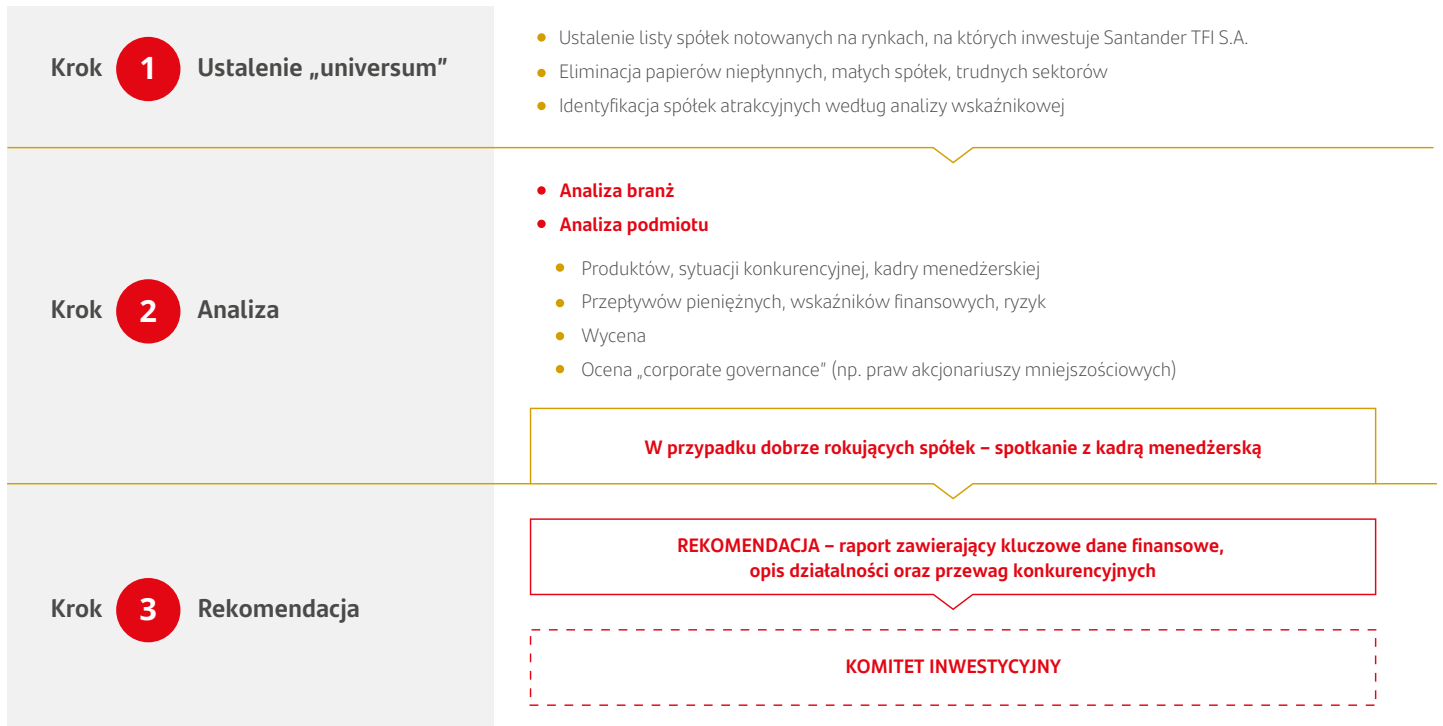 Krok 1 Ustalenie „universum”
Ustalenie listy spółek notowanych na rynkach, na których inwestuje Santander TFI S.A.
Eliminacja papierów niepłynnych, małych spółek, trudnych sektorów
Identyfikacja spółek atrakcyjnych według analizy wskaźnikowej
Krok 2 Analiza
Analiza branż
Analiza podmiotu
Produktów, sytuacji konkurencyjnej, kadry menedżerskiej
Przepływów pieniężnych, wskaźników finansowych, ryzyk
Wycena
Ocena „corporate governance” (np. praw akcjonariuszy mniejszościowych)
W przypadku dobrze rokujących spółek – spotkanie z kadrą menedżerską
Krok 3 Rekomendacja
REKOMENDACJA – raport zawierający kluczowe dane finansowe,
opis działalności oraz przewag konkurencyjnych
KOMITET INWESTYCYJNY